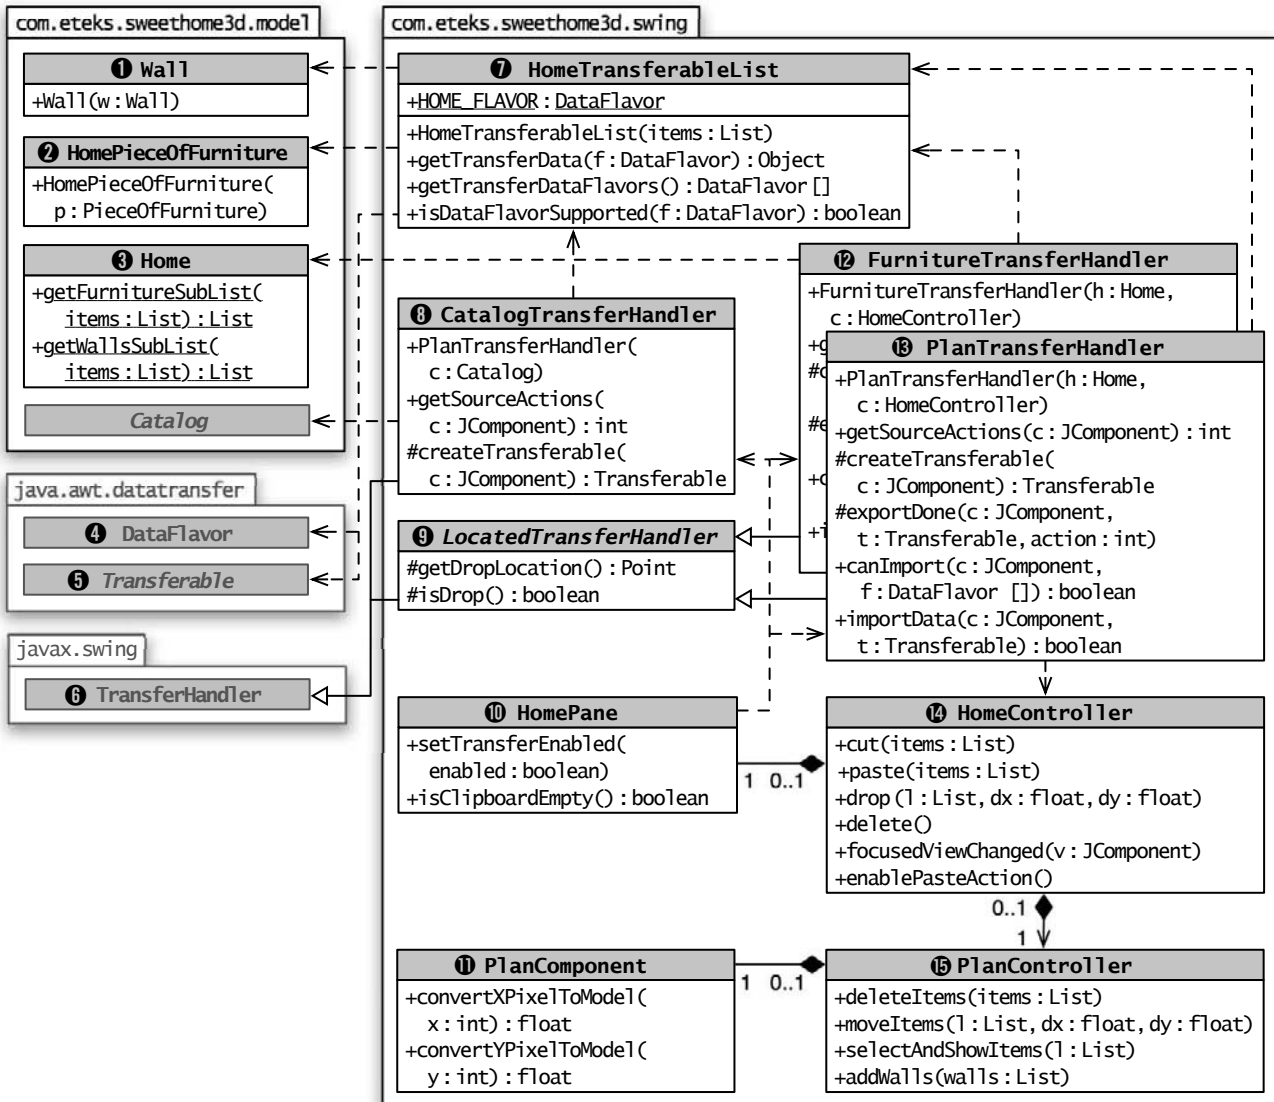 com.eteks.sweethome3d.model
❶ Wall
+Wall(w:Wall)
❷ HomePieceOfFurniture
+HomePieceOfFurniture(
p:PieceOfFurniture)
❸ Home
+getFurnitureSubList(
items:List):List
+getWallsSubList(
items:List):List
Catalog
java.awt.datatransfer
❹ DataFlavor
❺ Transferable
javax.swing
❻ TransferHandler
com.eteks.sweethome3d.swing
❼ HomeTransferableList
+HOME_FLAVOR:DataFlavor
+HomeTransferableList(items:List)
+getTransferData(f:DataFlavor):Object
+getTransferDataFlavors():DataFlavor[]
+isDataFlavorSupported(f:DataFlavor):boolean
❽ CatalogTransferHandler
+PlanTransferHandler(
c:Catalog)
+getSourceActions(
c:JComponent):int
#createTransferable(
c:JComponent):Transferable
❾ LocatedTransferHandler
#getDropLocation():Point
#isDrop():boolean
❿ HomePane
+setTransferEnabled(
enabled:boolean)
+isClipboardEmpty():boolean
1 0..1
⓫ PlanComponent
+convertXPixelToModel(
x:int):float
+convertYPixelToModel(
y:int):float
1 0..1
⓬ FurnitureTransferHandler
+FurnitureTransferHandler(h:Home,
c:HomeController)
+g
#c
#e
+c
+i
⓭ PlanTransferHandler
+PlanTransferHandler(h:Home,
c:HomeController)
+getSourceActions(c:JComponent):int
#createTransferable(
c:JComponent):Transferable
#exportDone(c:JComponent,
t:Transferable,action:int)
+canImport(c:JComponent,
f:DataFlavor []):boolean
+importData(c:JComponent,
t:Transferable):boolean
⓮ HomeController
+cut(items:List)
+paste(items:List)
+drop(l:List,dx:float,dy:float)
+delete()
+focusedViewChanged(v:JComponent)
+enablePasteAction()
0..1
1
⓯ PlanController
+deleteItems(items:List)
+moveItems(l:List,dx:float,dy:float)
+selectAndShowItems(l:List)
+addWalls(walls:List)